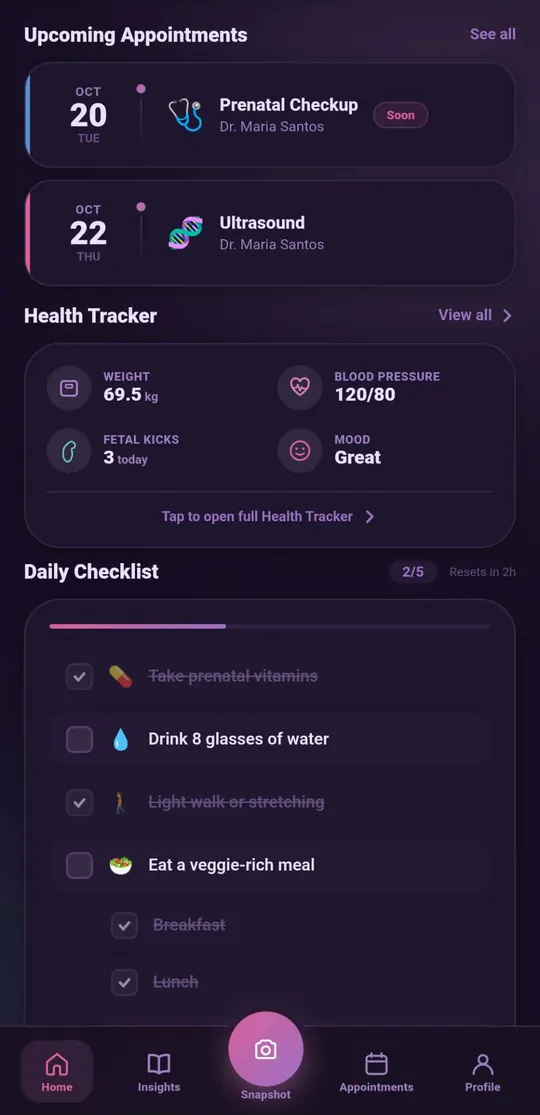 Upcoming Appointments
See all
OCT
20
TUE
Prenatal Checkup
Dr. Maria Santos
Soon
OCT
22
THU
Ultrasound
Dr. Maria Santos
Health Tracker
View all
WEIGHT
69.5 kg
BLOOD PRESSURE
120/80
FETAL KICKS
3 today
MOOD
Great
Tap to open full Health Tracker
Daily Checklist
2/5
Resets in 2h
Take prenatal vitamins
Drink 8 glasses of water
Light walk or stretching
Eat a veggie-rich meal
Breakfast
Lunch
Home
Insights
Snapshot
Appointments
Profile